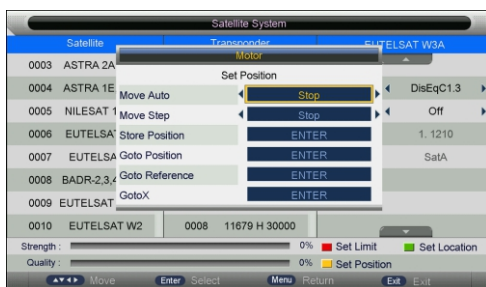 Satellite System
Satellite Transponder EUTELSAT W3A
Motor
Set Position
0003 ASTRA 2A
0004 ASTRA 1E Move Auto Stop DisEqC1.3
0005 NILESAT 1 Move Step Stop Off
0006 EUTELSA Store Position ENTER 1. 1210
0007 EUTELSA Goto Position ENTER SatA
0008 BADR-2,3,4 Goto Reference ENTER
0009 EUTELSAT GotoX ENTER
0010 EUTELSAT W2 0008 11679 H 30000
Strength : 0% Set Limit Set Location
Quality : 0% Set Position
Move Enter Select Menu Return Exit Exit